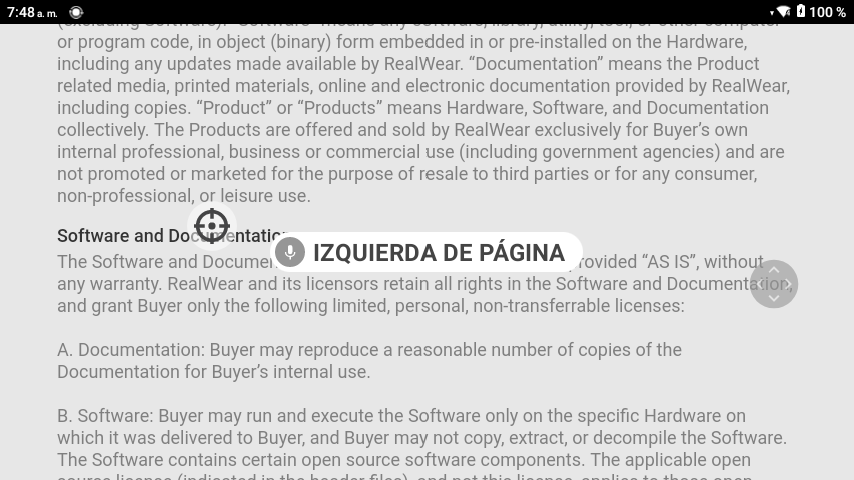 7:48 a. m.
100 %
or program code, in object (binary) form embedded in or pre-installed on the Hardware,
including any updates made available by RealWear. “Documentation” means the Product
related media, printed materials, online and electronic documentation provided by RealWear,
including copies. “Product” or “Products” means Hardware, Software, and Documentation
collectively. The Products are offered and sold by RealWear exclusively for Buyer’s own
internal professional, business or commercial use (including government agencies) and are
not promoted or marketed for the purpose of resale to third parties or for any consumer,
non-professional, or leisure use.
Software and Documentation
IZQUIERDA DE PÁGINA
The Software and provided “AS IS”, without
any warranty. RealWear and its licensors retain all rights in the Software and Documentation,
and grant Buyer only the following limited, personal, non-transferrable licenses:
A. Documentation: Buyer may reproduce a reasonable number of copies of the
Documentation for Buyer’s internal use.
B. Software: Buyer may run and execute the Software only on the specific Hardware on
which it was delivered to Buyer, and Buyer may not copy, extract, or decompile the Software.
The Software contains certain open source software components. The applicable open